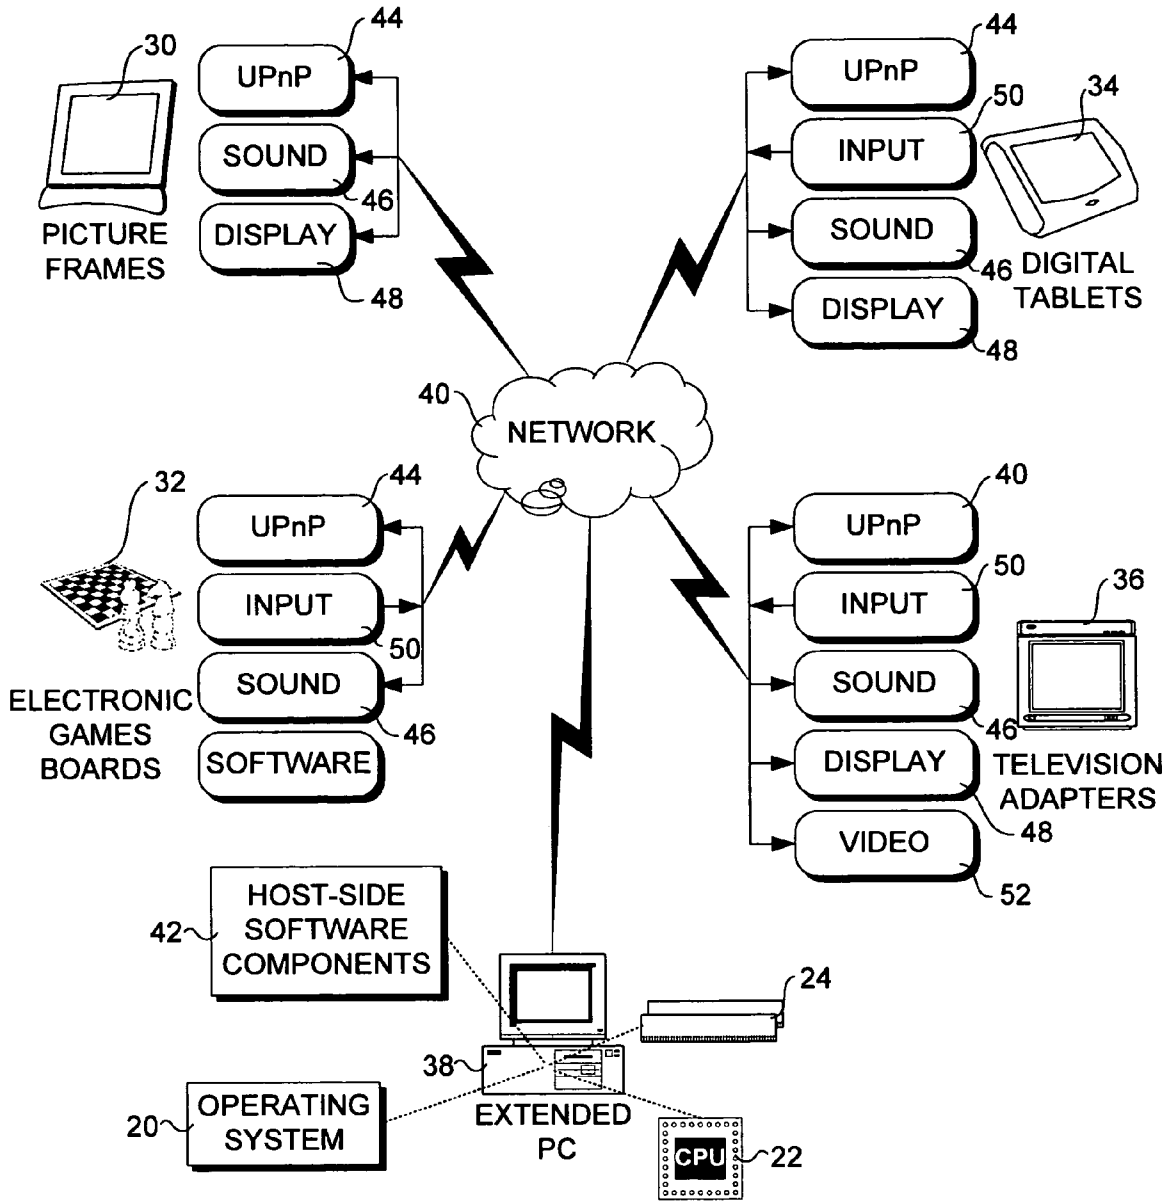 44
30
UPnP
SOUND
46
DISPLAY
48
PICTURE
FRAMES
44
UPnP
50
34
INPUT
SOUND
46
DIGITAL
TABLETS
DISPLAY
48
40
NETWORK
32
44
UPnP
INPUT
50
SOUND
46
ELECTRONIC
GAMES
BOARDS
SOFTWARE
40
UPnP
50
36
INPUT
SOUND
46
DISPLAY
48
TELEVISION
ADAPTERS
VIDEO
52
42
HOST-SIDE
SOFTWARE
COMPONENTS
24
38
EXTENDED
PC
20
OPERATING
SYSTEM
CPU
22